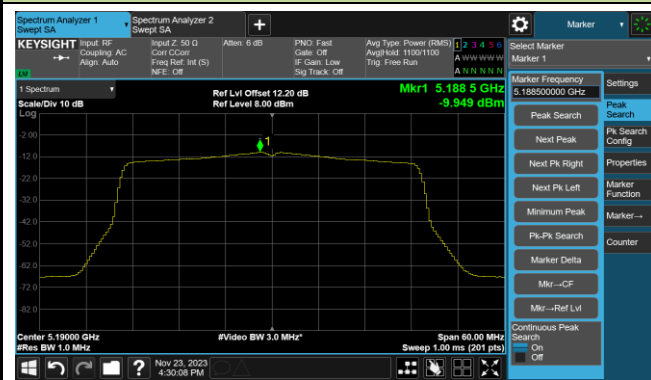 Spectrum Analyzer 1
Swept SA
Spectrum Analyzer 2
Swept SA
+
Marker
KEYSIGHT
Input: RF
Coupling: AC
Align: Auto
Input Z: 50 Ω
Corr CCorr
Freq Ref: Int (S)
NFE: Off
Atten: 6 dB
PNO: Fast
Gate: Off
IF Gain: Low
Sig Track: Off
Avg Type: Power (RMS)
Avg|Hold: 1100/1100
Trig: Free Run
1 2 3 4 5 6
A W W W W W
A N N N N N
Select Marker
Marker 1
1 Spectrum
Scale/Div 10 dB
Log
Ref Lvl Offset 12.20 dB
Ref Level 8.00 dBm
Mkr1 5.188 5 GHz
-9.949 dBm
1
-2.00
-12.0
-22.0
-32.0
-42.0
-52.0
-62.0
-72.0
-82.0
Center 5.19000 GHz
#Res BW 1.0 MHz
#Video BW 3.0 MHz*
Span 60.00 MHz
Sweep 1.00 ms (201 pts)
Marker Frequency
5.188500000 GHz
Peak Search
Next Peak
Next Pk Right
Next Pk Left
Minimum Peak
Pk-Pk Search
Marker Delta
Mkr→CF
Mkr→Ref Lvl
Continuous Peak
Search
On
Off
Settings
Peak
Search
Pk Search
Config
Properties
Marker
Function
Marker→
Counter
?
Nov 23, 2023
4:30:08 PM